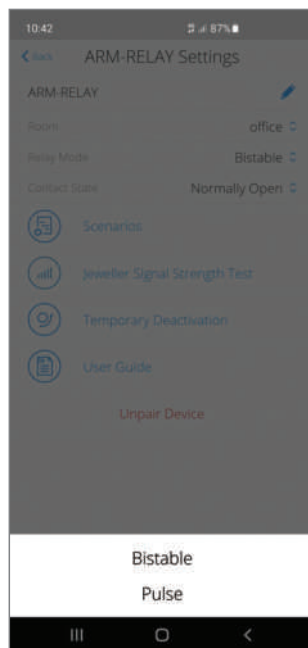 10:42 87%
Back ARM-RELAY Settings
ARM-RELAY
Room office
Relay Mode Bistable
Contact State Normally Open
Scenarios
Jeweller Signal Strength Test
Temporary Deactivation
User Guide
Unpair Device
Bistable
Pulse